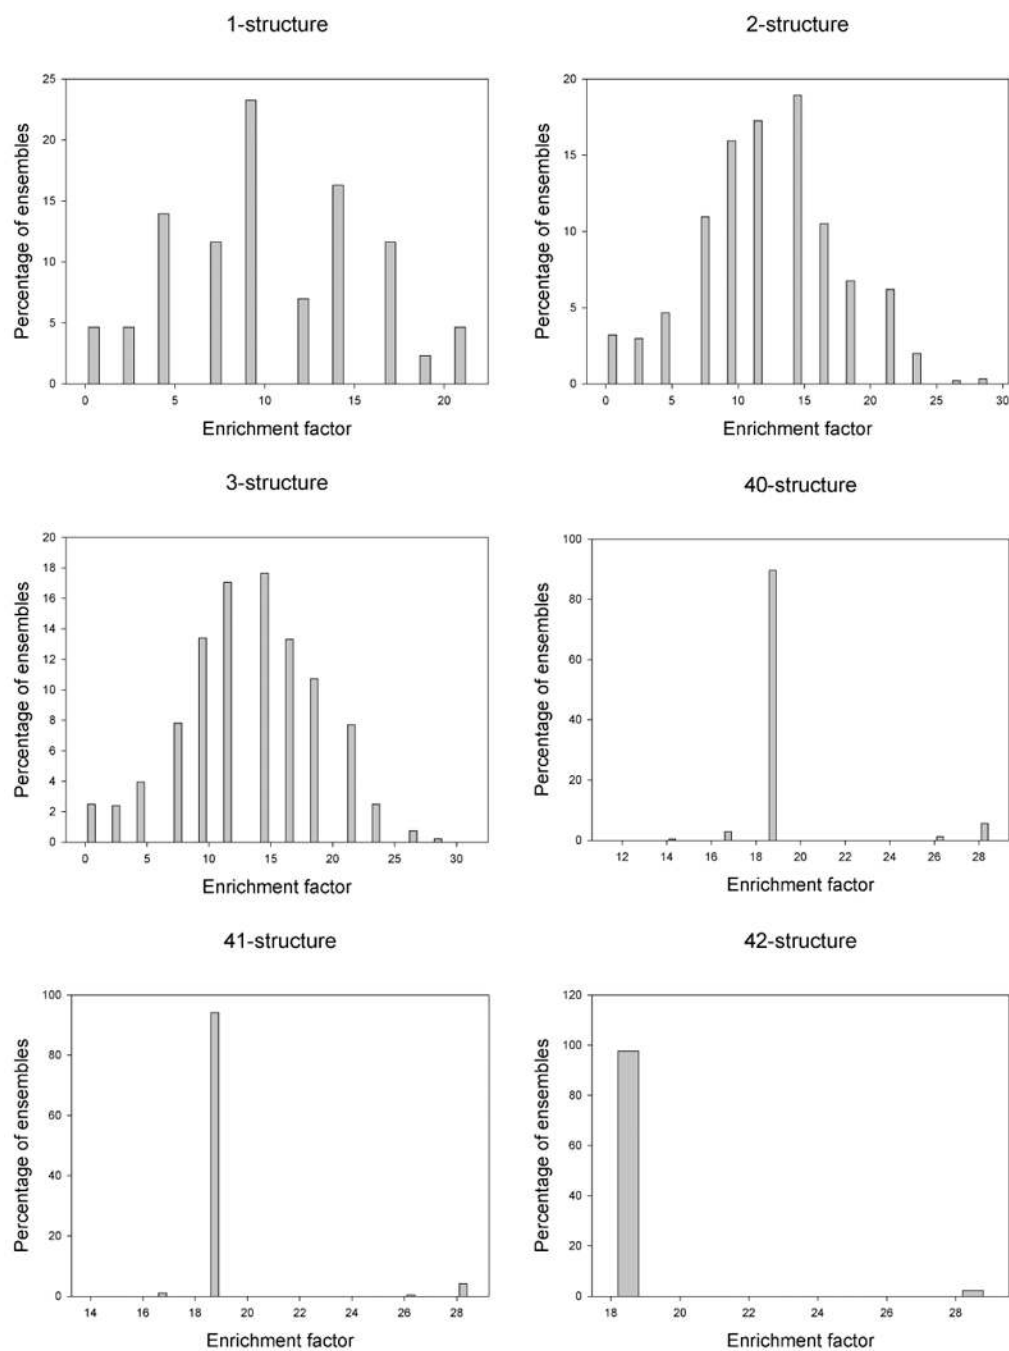 1-structure
25
20
15
10
5
0
Percentage of ensembles
0 5 10 15 20
Enrichment factor
2-structure
20
15
10
5
0
Percentage of ensembles
0 5 10 15 20 25 30
Enrichment factor
3-structure
20
18
16
14
12
10
8
6
4
2
0
Percentage of ensembles
0 5 10 15 20 25 30
Enrichment factor
40-structure
100
80
60
40
20
0
Percentage of ensembles
12 14 16 18 20 22 24 26 28
Enrichment factor
41-structure
100
80
60
40
20
0
Percentage of ensembles
14 16 18 20 22 24 26 28
Enrichment factor
42-structure
120
100
80
60
40
20
0
Percentage of ensembles
18 20 22 24 26 28
Enrichment factor